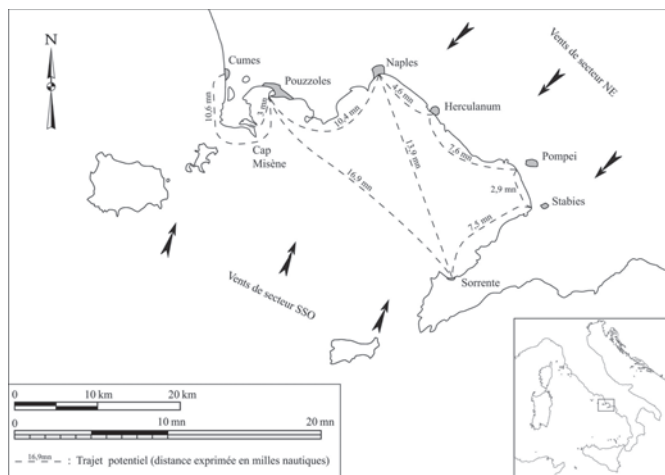 N
Cumes
Pouzzoles
Naples
Vents de secteur NE
10,6 mn
3 mn
Cap
Misène
10,4 mn
4,6 mn
Herculanum
13,9 mn
7,6 mn
Pompei
16,9 mn
2,9 mn
Stabies
7,5 mn
Sorrente
Vents de secteur SSO
0 10 km 20 km
0 10 mn 20 mn
16,9mn : Trajet potentiel (distance exprimée en milles nautiques)